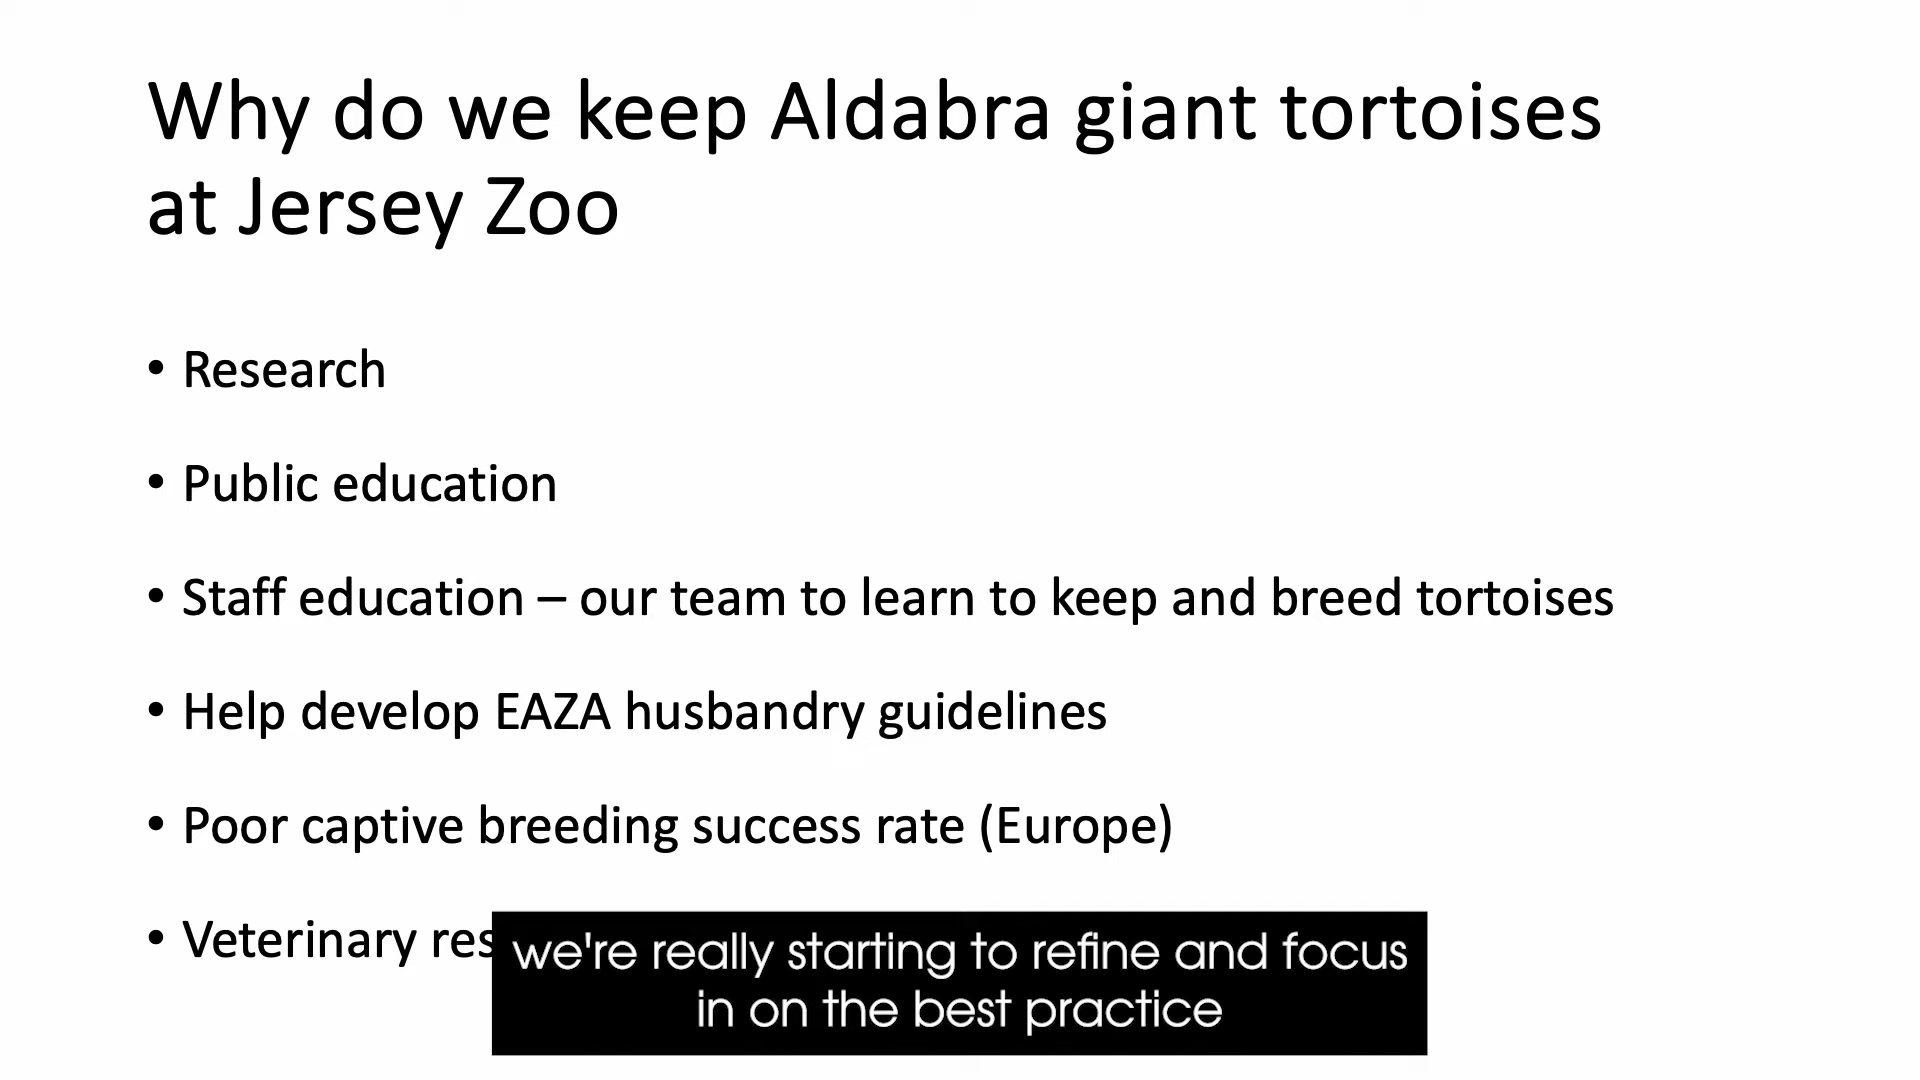 Why do we keep Aldabra giant tortoises
at Jersey Zoo
• Research
• Public education
• Staff education – our team to learn to keep and breed tortoises
• Help develop EAZA husbandry guidelines
• Poor captive breeding success rate (Europe)
• Veterinary
we're really starting to refine and focus
in on the best practice